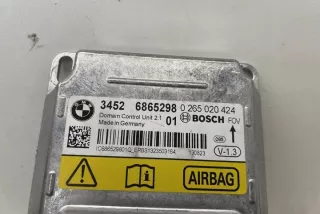 3452 6865298 0 265 020 424
Domain Control Unit 2.1 01 BOSCH FOV
Made in Germany
V-1.3
AIRBAG